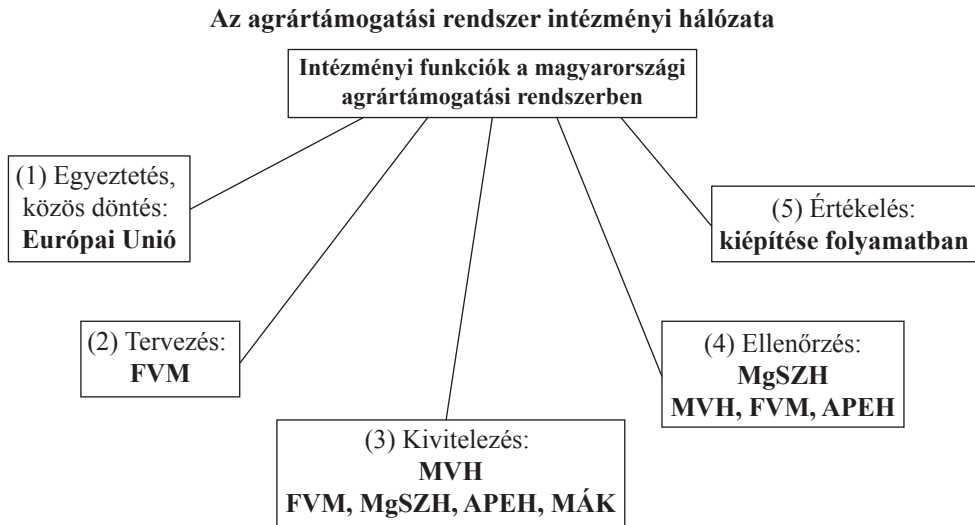 Az agrártámogatási rendszer intézményi hálózata
Intézményi funkciók a magyarországi
agrártámogatási rendszerben
(1) Egyeztetés,
közös döntés:
Európai Unió
(2) Tervezés:
FVM
(3) Kivitelezés:
MVH
FVM, MgSZH, APEH, MÁK
(4) Ellenőrzés:
MgSZH
MVH, FVM, APEH
(5) Értékelés:
kiépítése folyamatban